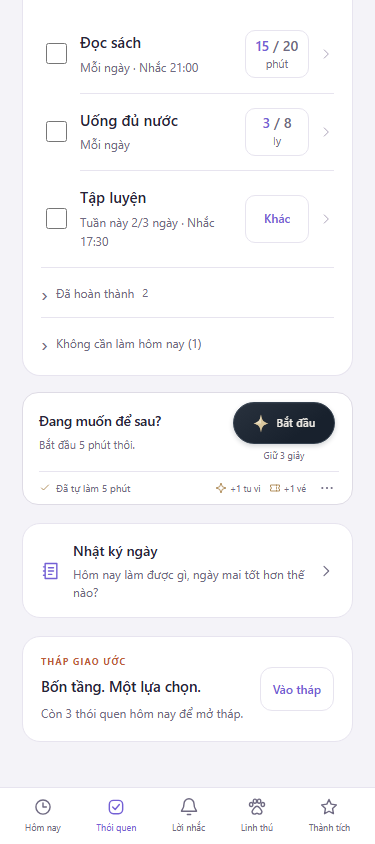 Đọc sách
15 / 20
phút
Mỗi ngày · Nhắc 21:00
Uống đủ nước
3 / 8
ly
Mỗi ngày
Tập luyện
Tuần này 2/3 ngày · Nhắc
17:30
Khác
Đã hoàn thành 2
Không cần làm hôm nay (1)
Đang muốn để sau?
Bắt đầu 5 phút thôi.
Bắt đầu
Giữ 3 giây
Đã tự làm 5 phút
+1 tu vi
+1 vé
Nhật ký ngày
Hôm nay làm được gì, ngày mai tốt hơn thế
nào?
THÁP GIAO ƯỚC
Bốn tầng. Một lựa chọn.
Còn 3 thói quen hôm nay để mở tháp.
Vào tháp
Hôm nay
Thói quen
Lời nhắc
Linh thú
Thành tích